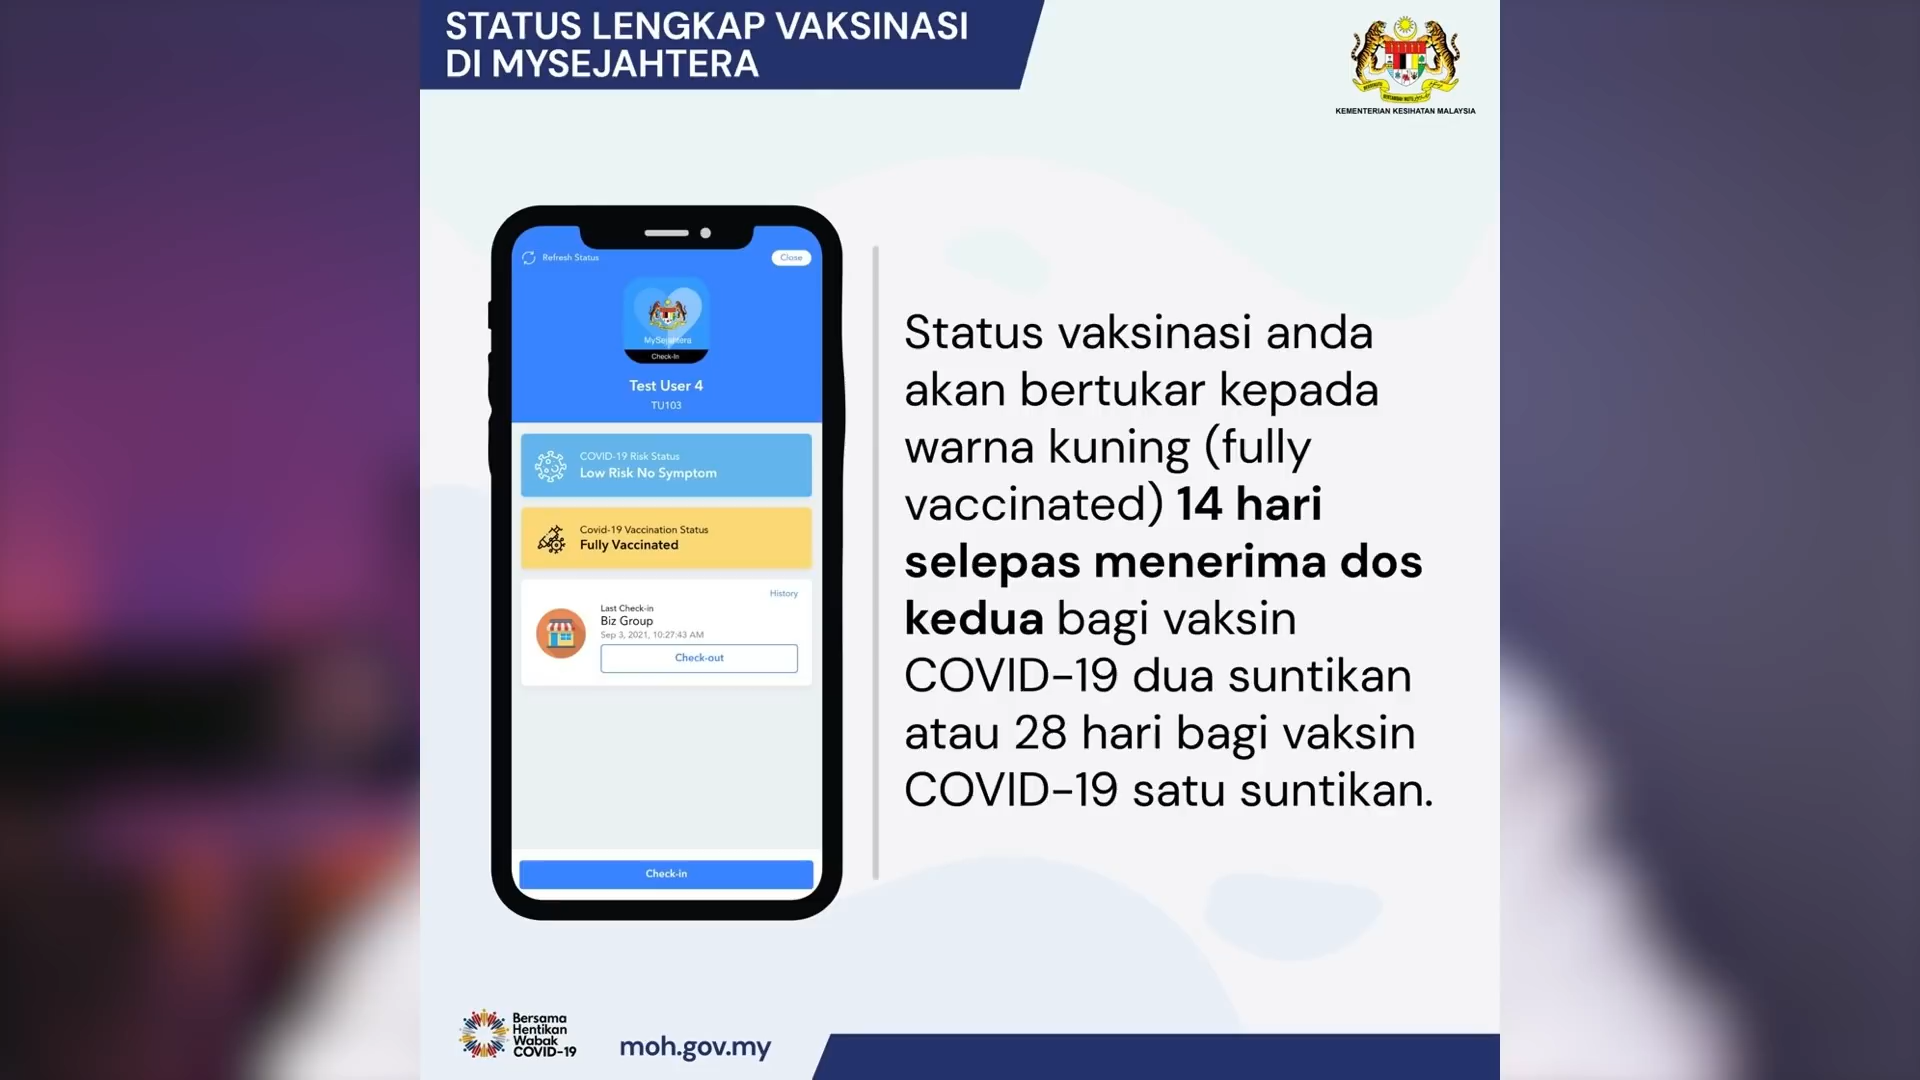 STATUS LENGKAP VAKSINASI
DI MYSEJAHTERA
KEMENTERIAN KESIHATAN MALAYSIA
Refresh Status
Close
MySejahtera
Check-In
Test User 4
TU103
COVID-19 Risk Status
Low Risk No Symptom
Covid-19 Vaccination Status
Fully Vaccinated
History
Last Check-in
Biz Group
Sep 3, 2021, 10:27:43 AM
Check-out
Check-in
Status vaksinasi anda
akan bertukar kepada
warna kuning (fully
vaccinated) 14 hari
selepas menerima dos
kedua bagi vaksin
COVID-19 dua suntikan
atau 28 hari bagi vaksin
COVID-19 satu suntikan.
Bersama
Hentikan
Wabak
COVID-19
moh.gov.my